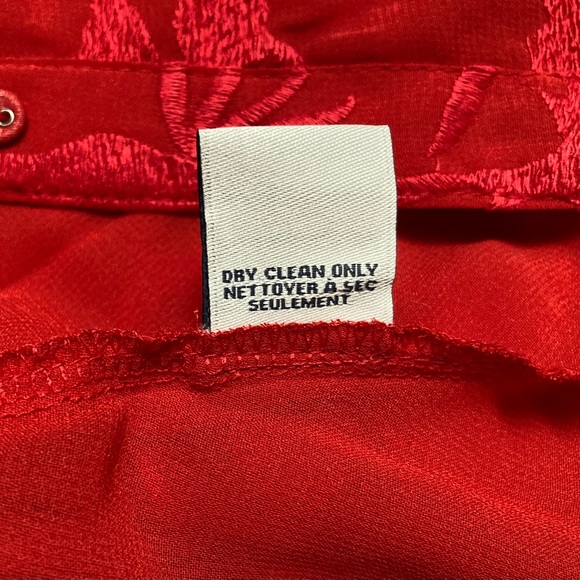 DRY CLEAN ONLY
NETTOYER À SEC
SEULEMENT